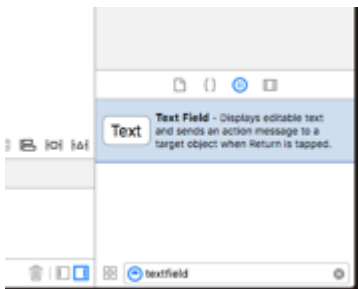 Text
Text Field - Displays editable text
and sends an action message to a
target object when Return is tapped.
textfield